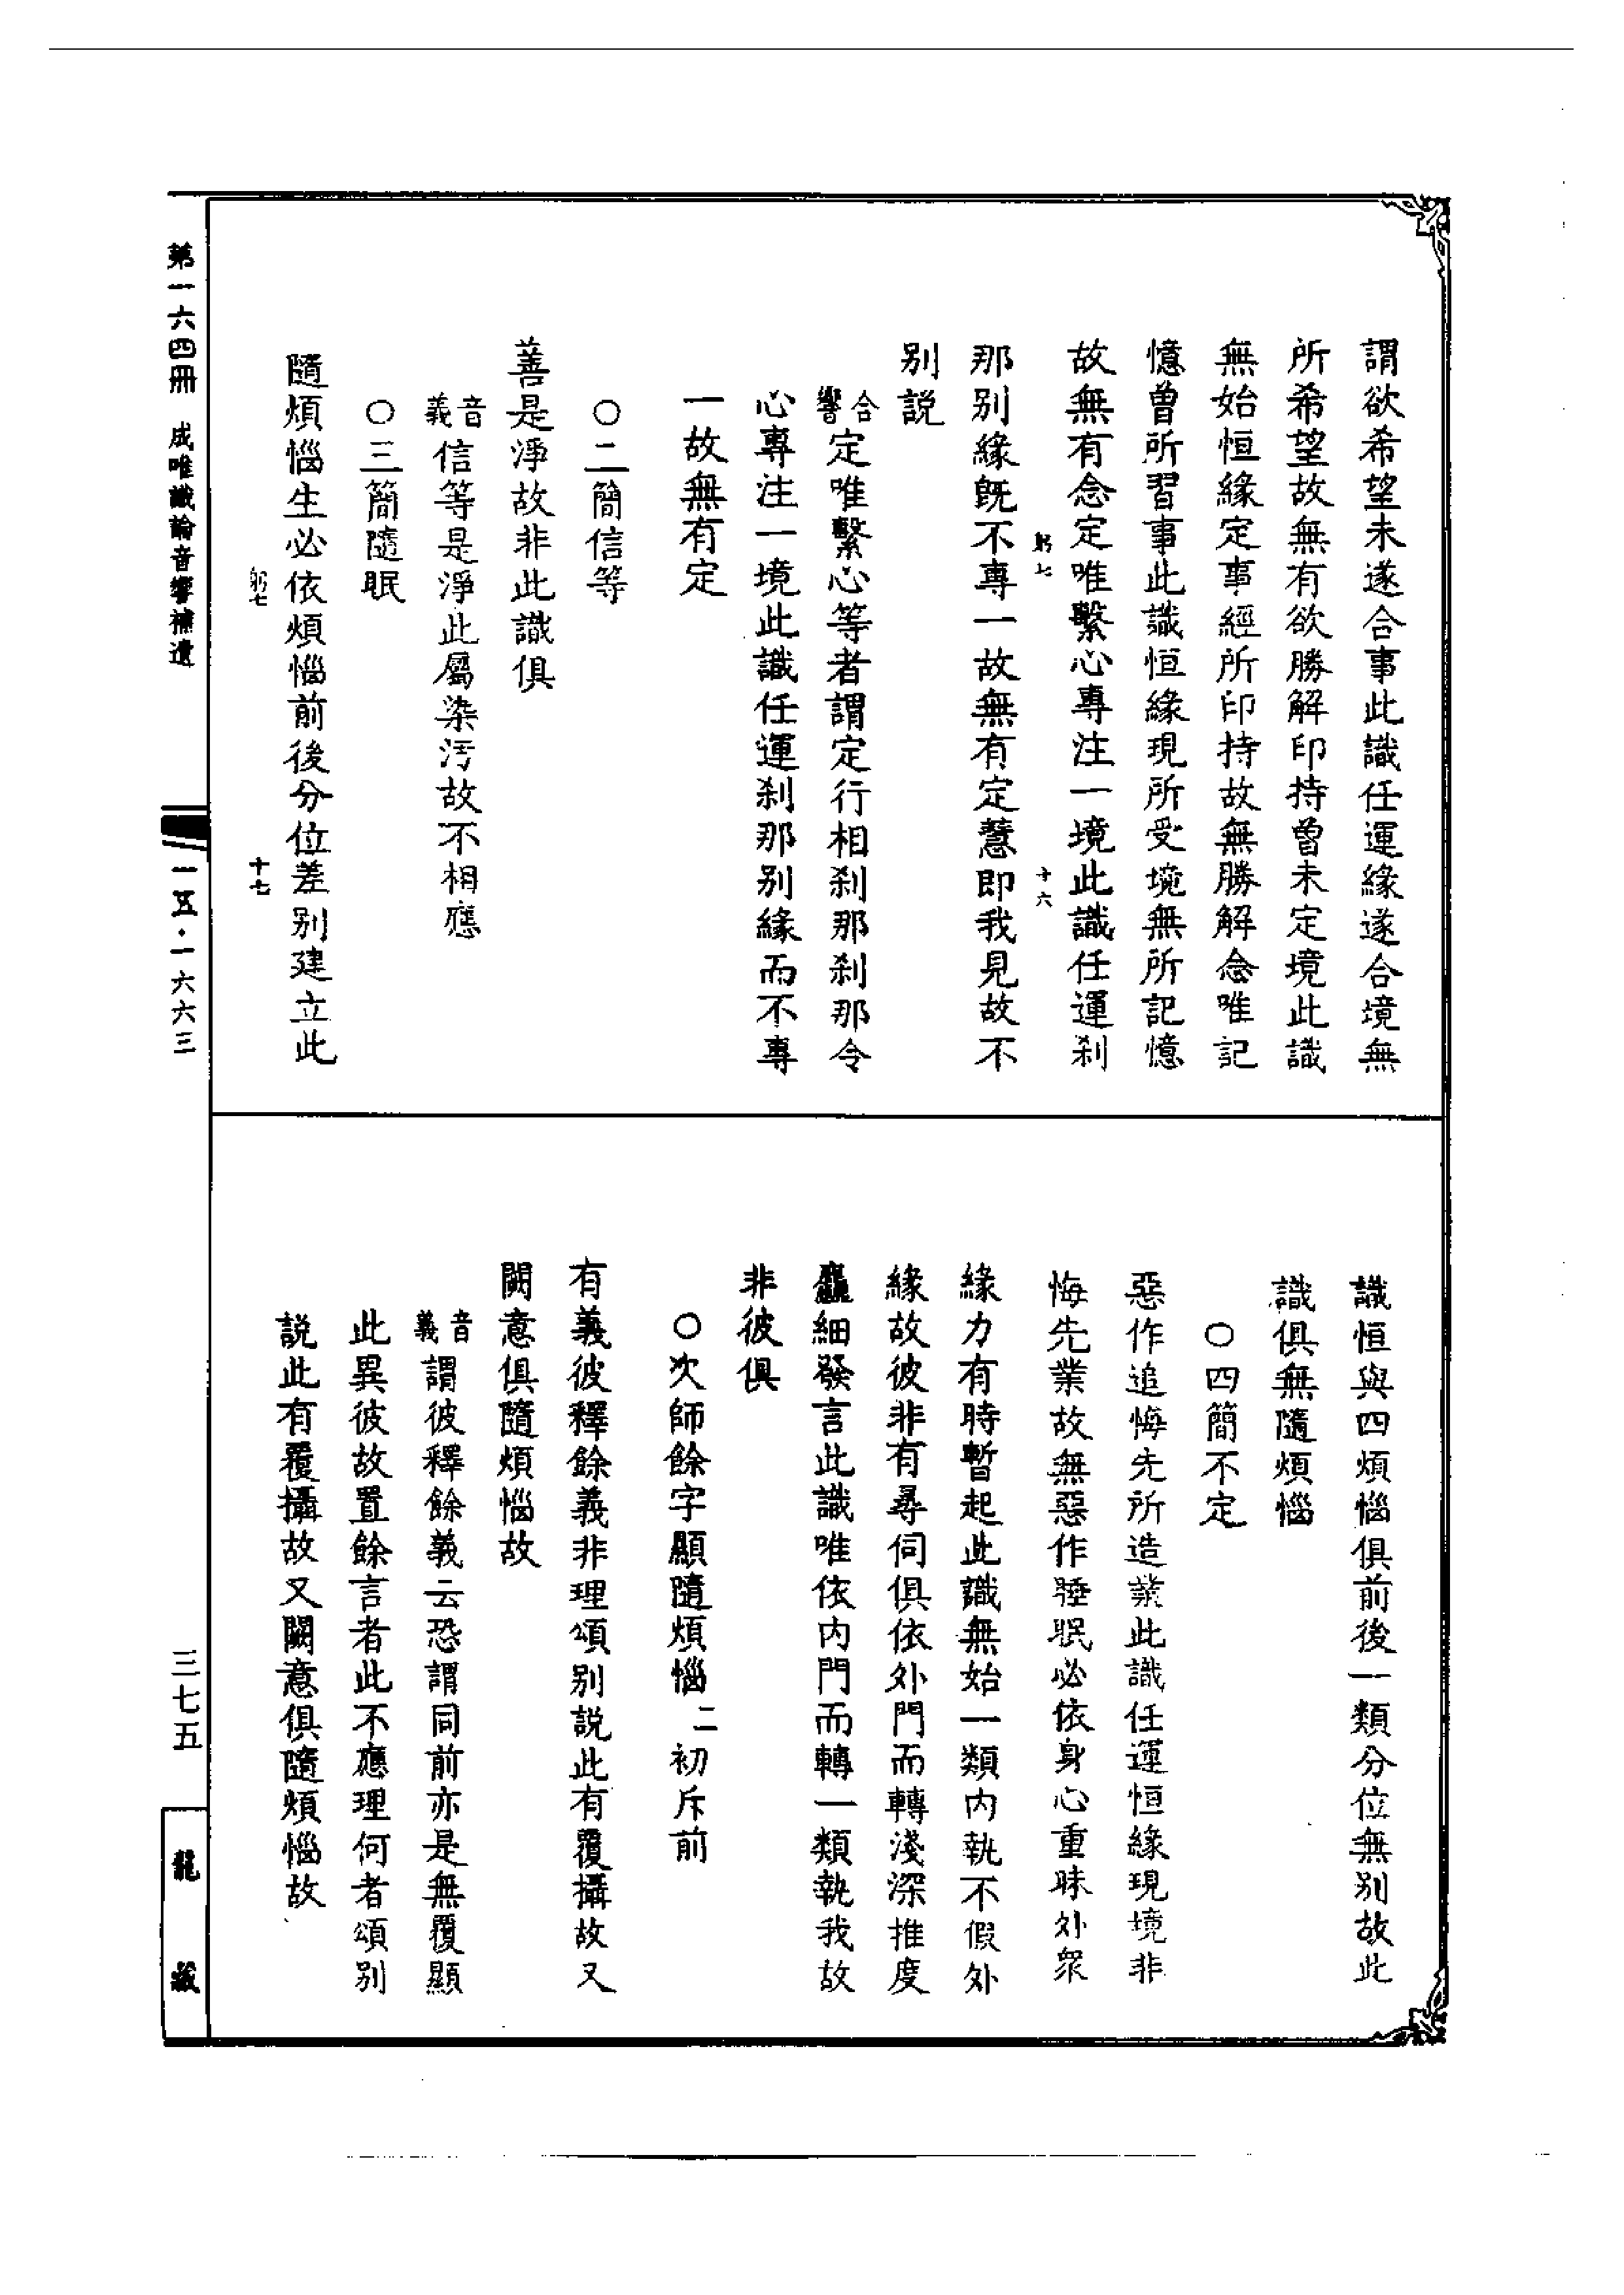 謂欲希望未遂合事此識任運緣遂合境無
所希望故無有欲勝解印持曾未定境此識
無始恒緣定事經所印持故無勝解念唯記
憶曾所習事此識恒緣現所受境無所記憶
故無有念定唯繫心專注一境此識任運刹
躬七 十六
那别緣既不專一故無有定慧即我見故不
别説
合響定唯繫心等者謂定行相刹那刹那令
心專注一境此識任運刹那别緣而不專
一故無有定
○二簡信等
善是淨故非此識俱
音義信等是淨此屬染汚故不相應
○三簡隨眠
隨煩惱生必依煩惱前後分位差别建立此
躬七 十七
識恒與四煩惱俱前後一類分位無别故此
識俱無隨煩惱
○四簡不定
惡作追悔先所造業此識任運恒緣現境非
悔先業故無惡作睡眠必依身心重昧外衆
緣力有時暫起此識無始一類内執不假外
緣故彼非有尋伺俱依外門而轉淺深推度
麤細發言此識唯依内門而轉一類執我故
非彼俱
○次師餘字顯隨煩惱二初斥前
有義彼釋餘義非理頌别説此有覆攝故又
闕意俱隨煩惱故
音義謂彼釋餘義云恐謂同前亦是無覆顯
此異彼故置餘言者此不應理何者頌别
説此有覆攝故又闕意俱隨煩惱故
第一六四冊 成唯識論音響補遺
一五·一六六三
三七五
龍藏